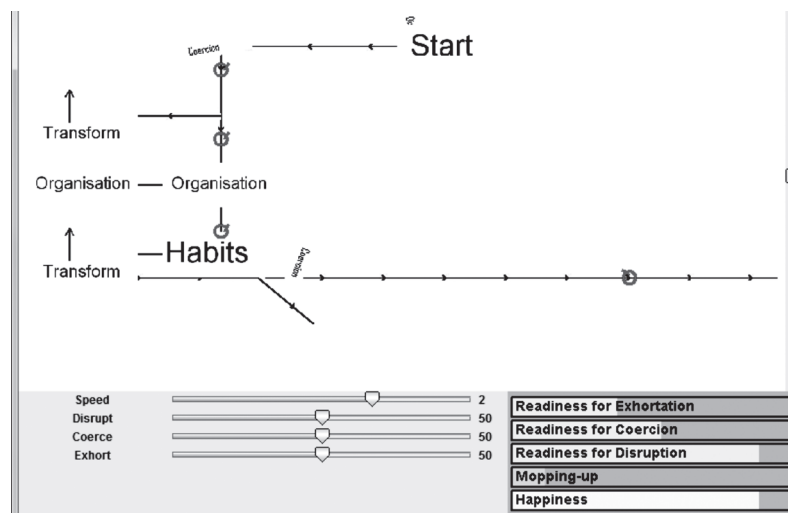 Start
Coercion
Transform
Organisation — Organisation
Habits
Coercion
Transform
Speed 2
Disrupt 50
Coerce 50
Exhort 50
Readiness for Exhortation
Readiness for Coercion
Readiness for Disruption
Mopping-up
Happiness